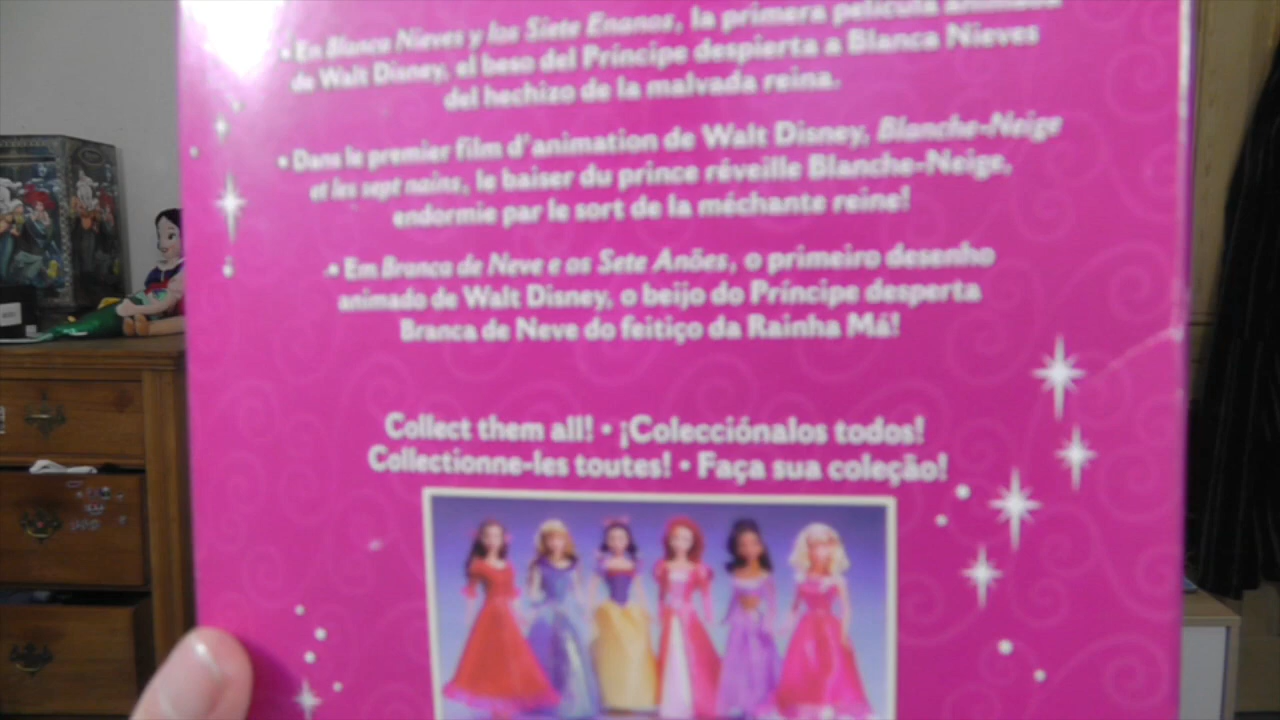 • En Blanca Nieves y los Siete Enanos, la primera película animada
de Walt Disney, el beso del Príncipe despierta a Blanca Nieves
del hechizo de la malvada reina.
• Dans le premier film d'animation de Walt Disney, Blanche-Neige
et les sept nains, le baiser du prince réveille Blanche-Neige,
endormie par le sort de la méchante reine!
• Em Branca de Neve e os Sete Anões, o primeiro desenho
animado de Walt Disney, o beijo do Príncipe desperta
Branca de Neve do feitiço da Rainha Má!
Collect them all! • ¡Colecciónalos todos!
Collectionne-les toutes! • Faça sua coleção!